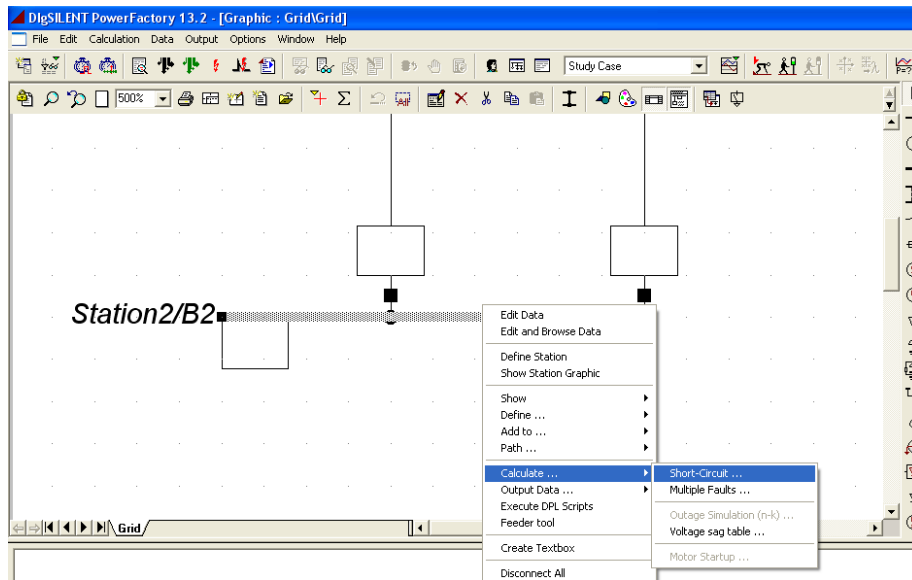 DIgSILENT PowerFactory 13.2 - [Graphic : Grid\Grid]
File Edit Calculation Data Output Options Window Help
Study Case
500%
Station2/B2
Edit Data
Edit and Browse Data
Define Station
Show Station Graphic
Show
Define ...
Add to ...
Path ...
Calculate ...
Output Data ...
Execute DPL Scripts
Feeder tool
Create Textbox
Disconnect All
Short-Circuit ...
Multiple Faults ...
Outage Simulation (n-k) ...
Voltage sag table ...
Motor Startup ...
Grid